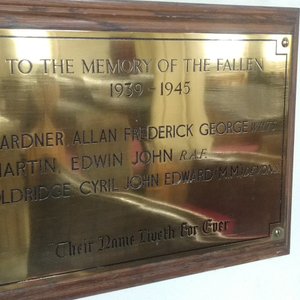 TO THE MEMORY OF THE FALLEN
1939 - 1945
ARDNER ALLAN FREDERICK GEORGE
MARTIN, EDWIN JOHN R.A.F.
OLDRIDGE CYRIL JOHN EDWARD M.M.
Their Name Liveth For Ever